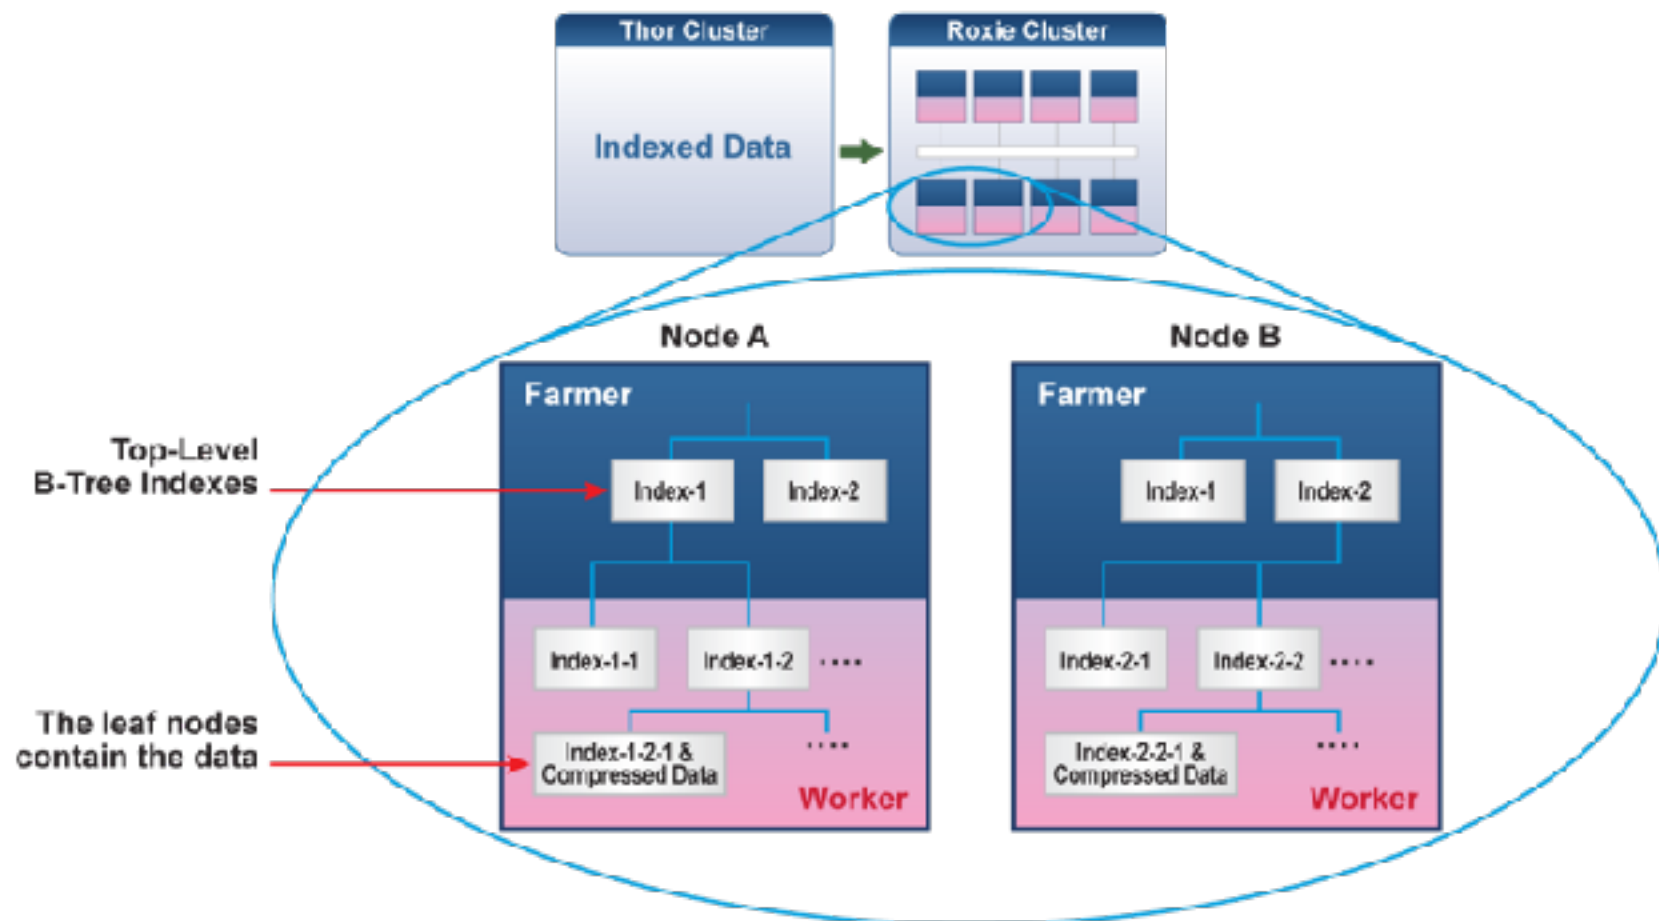 Thor Cluster
Roxie Cluster
Indexed Data
Node A
Node B
Farmer
Farmer
Top-Level
B-Tree Indexes
Index-1
Index-2
Index-1
Index-2
Index-1-1
Index-1-2
....
Index-2-1
Index-2-2
....
The leaf nodes
contain the data
Index-1-2-1 &
Compressed Data
....
Index-2-2-1 &
Compressed Data
....
Worker
Worker